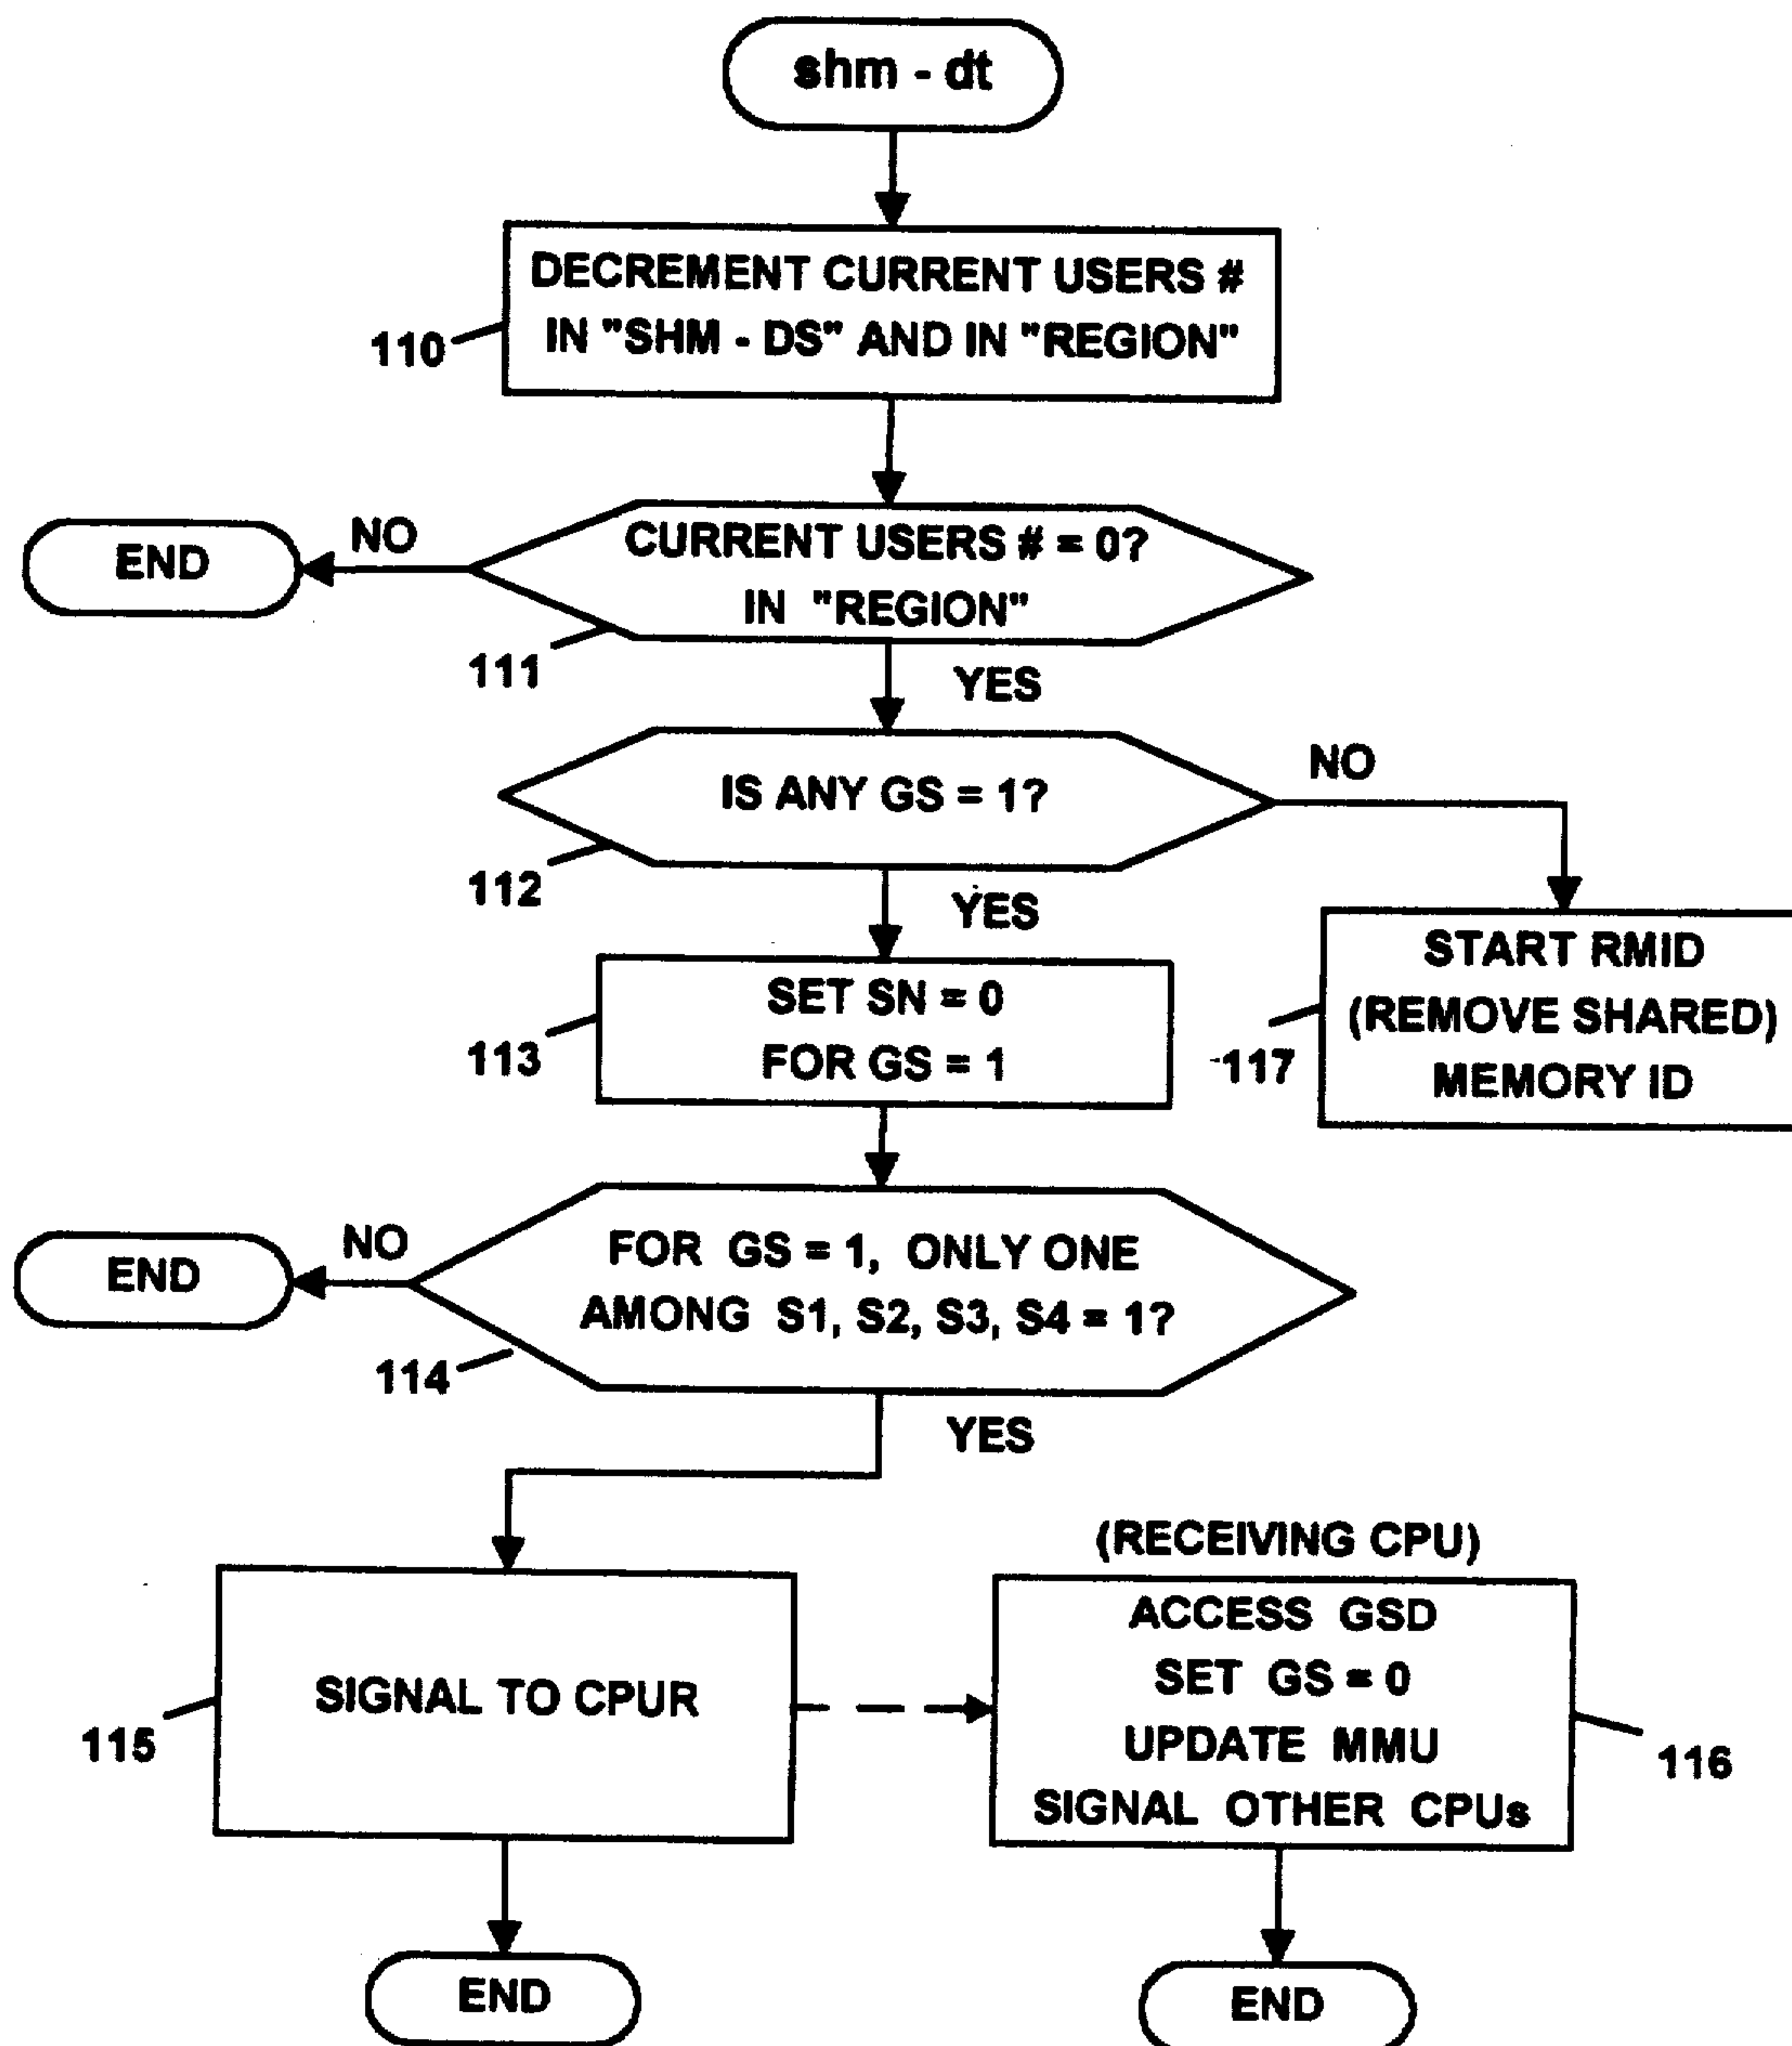 shm - dt
DECREMENT CURRENT USERS #
IN "SHM - DS" AND IN "REGION"
110
CURRENT USERS # = 0?
IN "REGION"
NO
END
111
YES
IS ANY GS = 1?
NO
112
YES
START RMID
(REMOVE SHARED)
MEMORY ID
117
SET SN = 0
FOR GS = 1
113
FOR GS = 1, ONLY ONE
AMONG S1, S2, S3, S4 = 1?
NO
END
114
YES
SIGNAL TO CPUR
115
(RECEIVING CPU)
ACCESS GSD
SET GS = 0
UPDATE MMU
SIGNAL OTHER CPUs
116
END
END